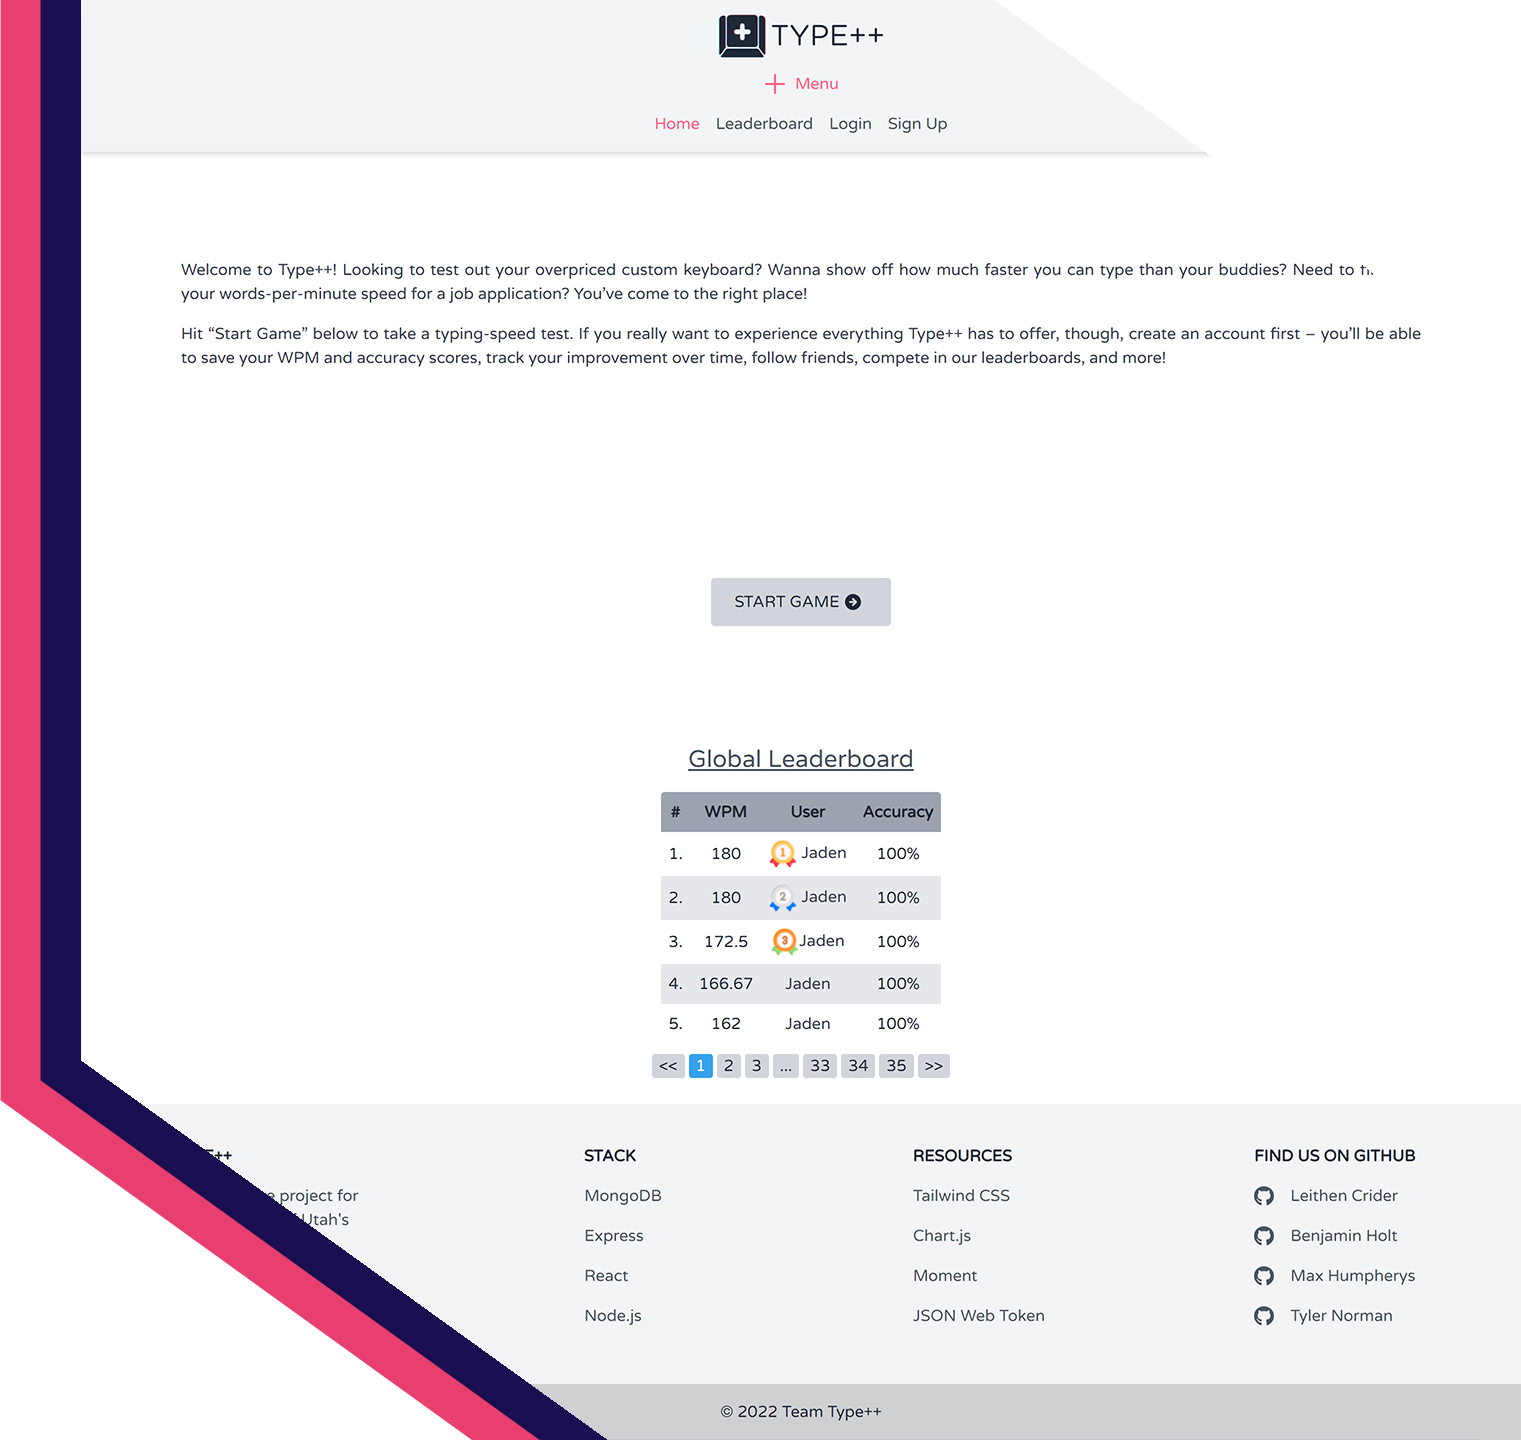 TYPE++
Menu
Home Leaderboard Login Sign Up
Welcome to Type++! Looking to test out your overpriced custom keyboard? Wanna show off how much faster you can type than your buddies? Need to
your words-per-minute speed for a job application? You’ve come to the right place!
Hit “Start Game” below to take a typing-speed test. If you really want to experience everything Type++ has to offer, though, create an account first – you’ll be able
to save your WPM and accuracy scores, track your improvement over time, follow friends, compete in our leaderboards, and more!
START GAME
Global Leaderboard
# WPM User Accuracy
1. 180 1 Jaden 100%
2. 180 2 Jaden 100%
3. 172.5 3 Jaden 100%
4. 166.67 Jaden 100%
5. 162 Jaden 100%
<< 1 2 3 ... 33 34 35 >>
project for
Utah's
STACK
MongoDB
Express
React
Node.js
RESOURCES
Tailwind CSS
Chart.js
Moment
JSON Web Token
FIND US ON GITHUB
Leithen Crider
Benjamin Holt
Max Humpherys
Tyler Norman
© 2022 Team Type++